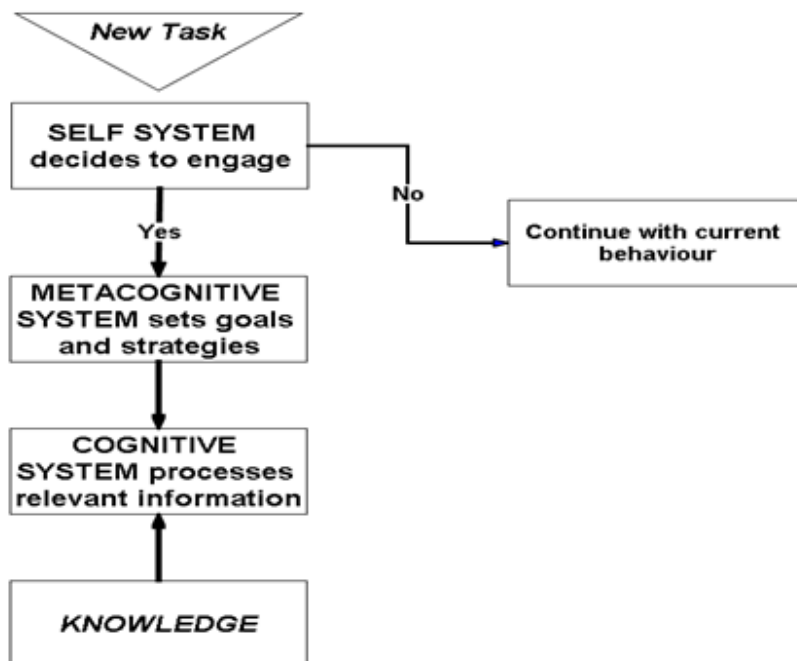 New Task
SELF SYSTEM
decides to engage
No
Yes
Continue with current
behaviour
METACOGNITIVE
SYSTEM sets goals
and strategies
COGNITIVE
SYSTEM processes
relevant information
KNOWLEDGE